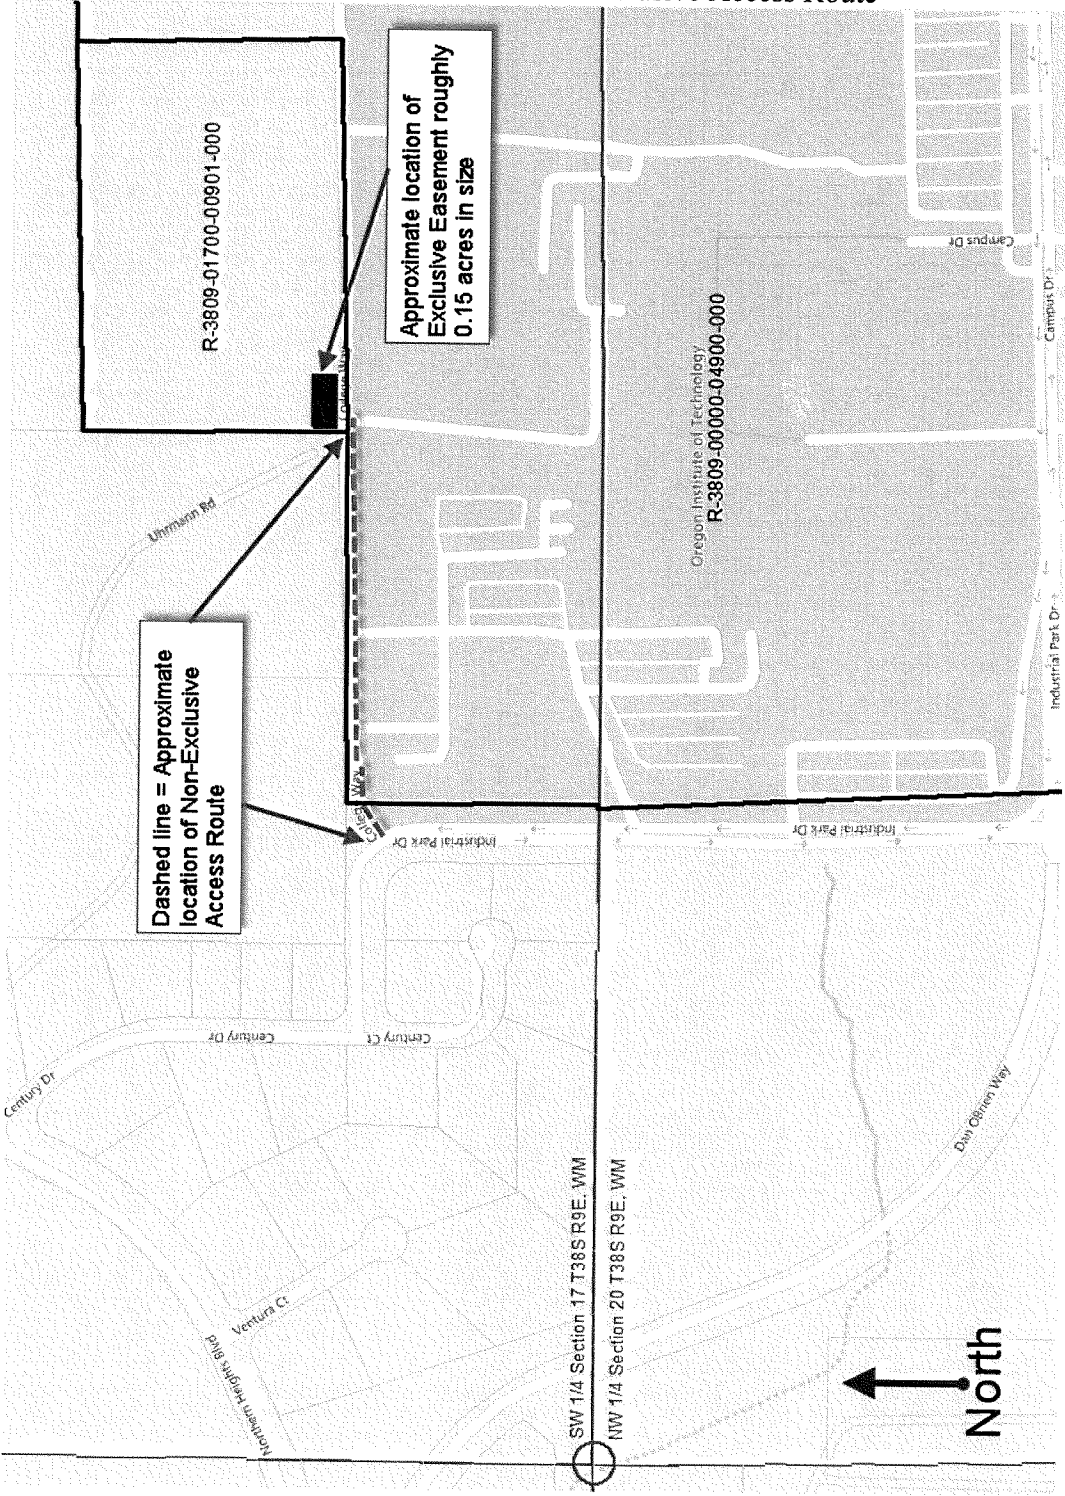 Access Route
R-3809-01700-00901-000
Approximate location of
Exclusive Easement roughly
0.15 acres in size
Uhrmann Rd
Dashed line = Approximate
location of Non-Exclusive
Access Route
College Way
Oregon Institute of Technology
R-3809-00000-04900-000
Campus Dr
Campus Dr
Industrial Park Dr
Industrial Park Dr
Industrial Park Dr
Century Dr
Century Dr
Century Ct
Ventura Ct
Northern Heights Blvd
Dan OBrien Way
SW 1/4 Section 17 T38S R9E, WM
NW 1/4 Section 20 T38S R9E, WM
North